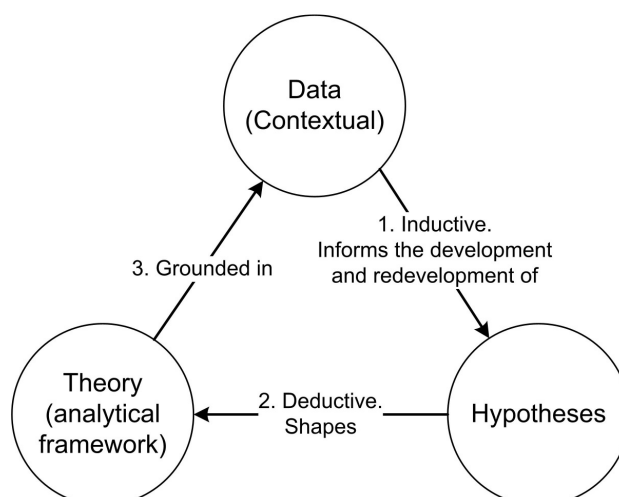 Data
(Contextual)
1. Inductive.
Informs the development
and redevelopment of
3. Grounded in
Theory
(analytical
framework)
2. Deductive.
Shapes
Hypotheses